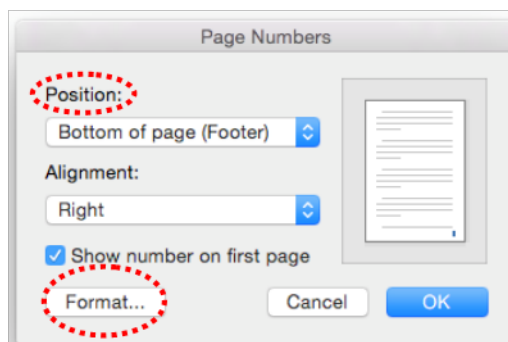 Page Numbers
Position:
Bottom of page (Footer)
Alignment:
Right
Show number on first page
Format...
Cancel
OK